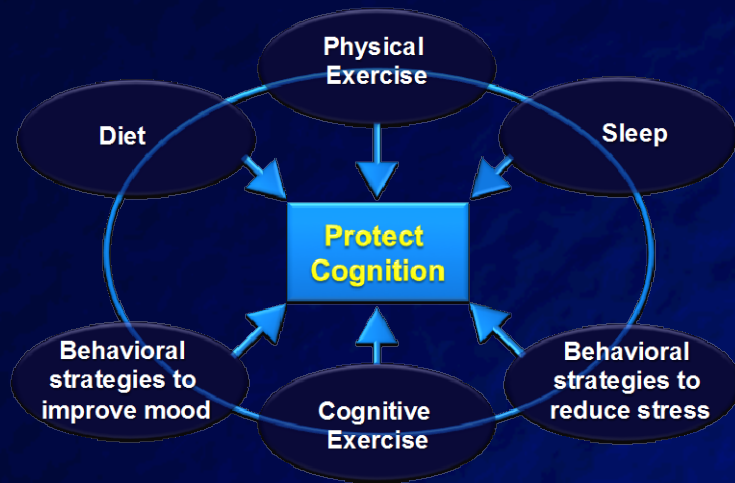 Physical
Exercise
Diet
Sleep
Protect
Cognition
Behavioral
strategies to
improve mood
Cognitive
Exercise
Behavioral
strategies to
reduce stress